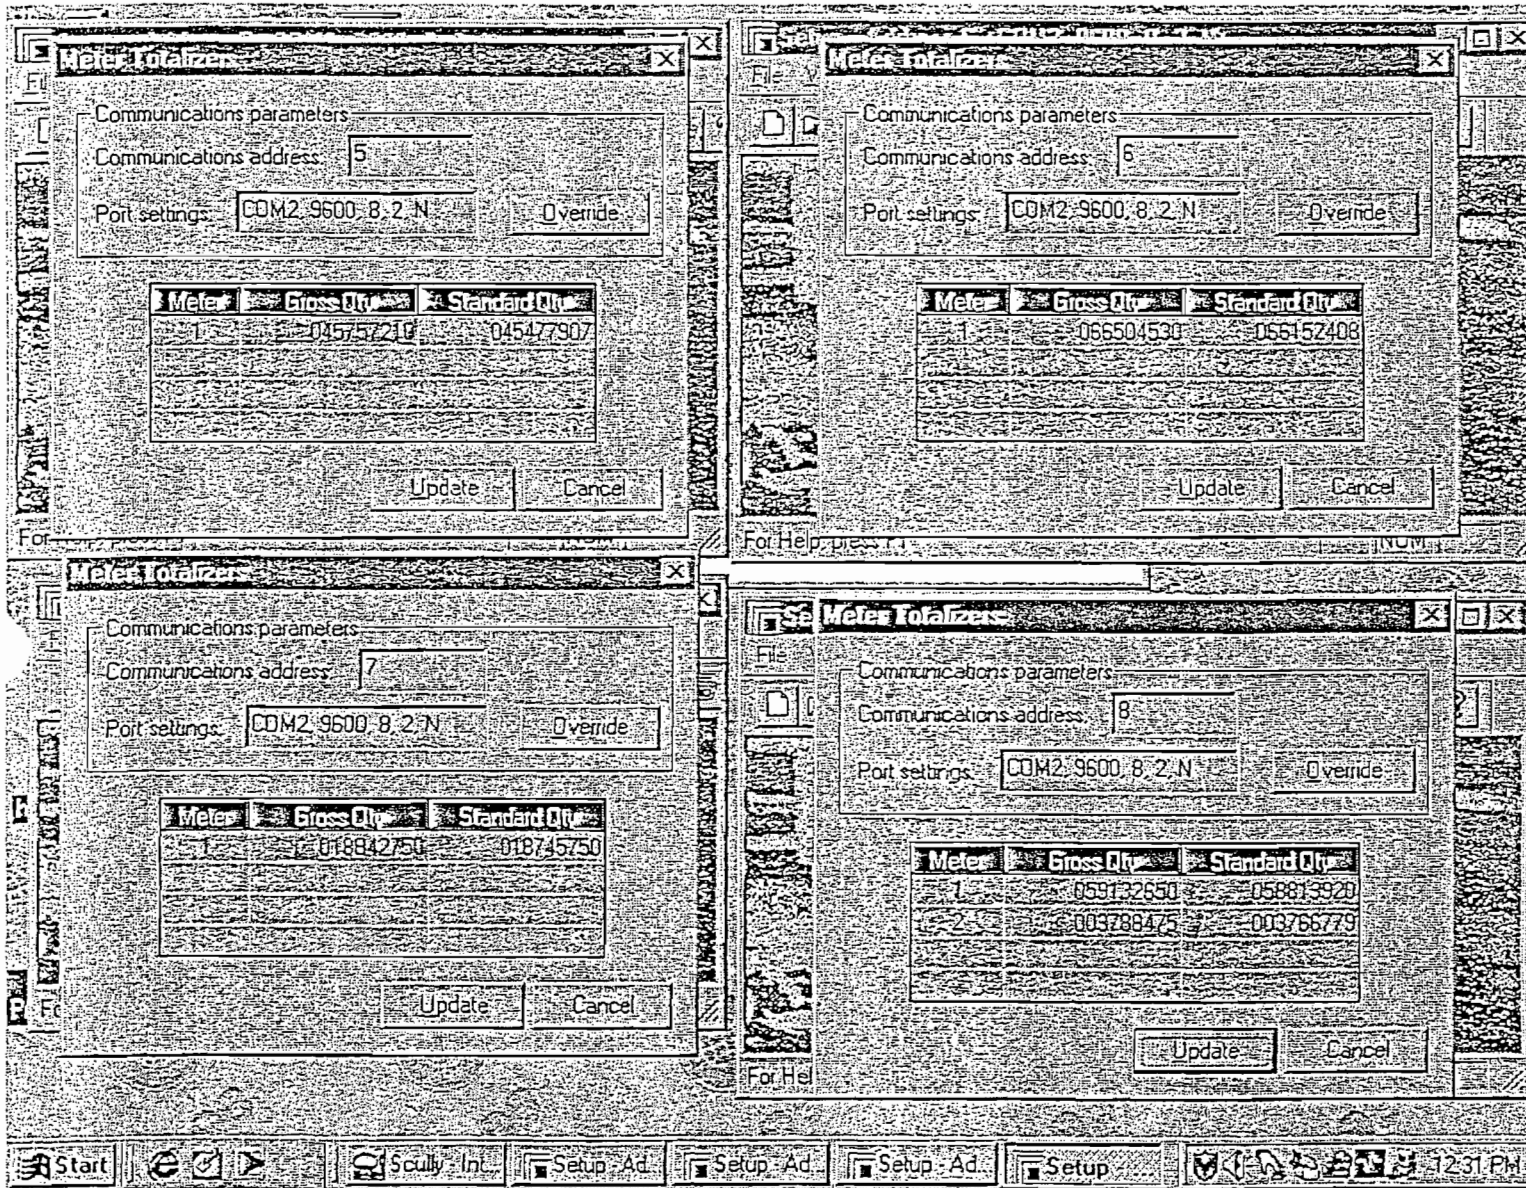 Meter Totalizers
Communications parameters
Communications address: 5
Port settings: COM2, 9600, 8, 2, N Override
Meter Gross Qty Standard Qty
1 045757210 045477907
Update Cancel
For
Meter Totalizers
File
Communications parameters
Communications address: 6
Port settings: COM2, 9600, 8, 2, N Override
Meter Gross Qty Standard Qty
1 066504530 066152408
Update Cancel
For Help, press F1 NUM
Meter Totalizers
Communications parameters
Communications address: 7
Port settings: COM2, 9600, 8, 2, N Override
Meter Gross Qty Standard Qty
1 018842750 018745750
Update Cancel
Se Meter Totalizers
File
Communications parameters
Communications address: 8
Port settings: COM2, 9600, 8, 2, N Override
Meter Gross Qty Standard Qty
1 059132650 058813920
2 003788475 003766779
Update Cancel
For Hel
Start Scully - Int... Setup - Ad... Setup - Ad... Setup - Ad... Setup 12:31 PM